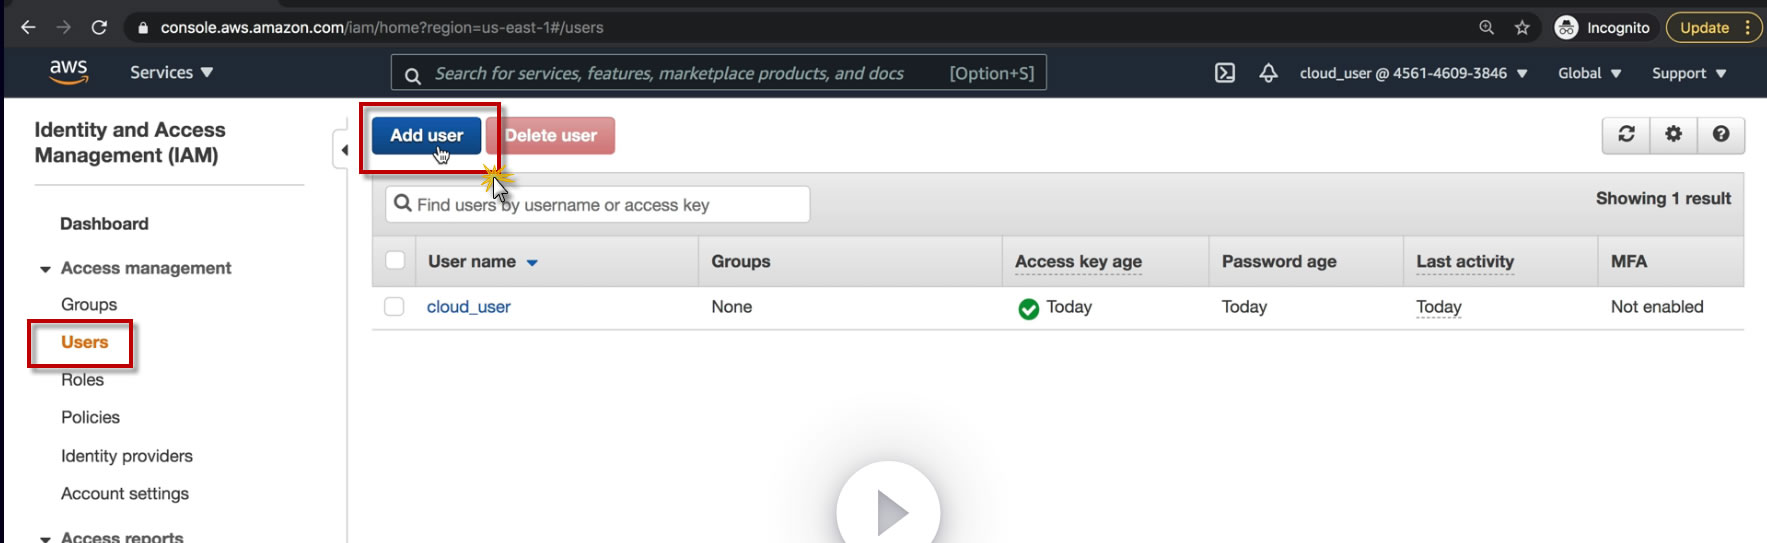 console.aws.amazon.com/iam/home?region=us-east-1#/users
Incognito
Update
aws
Services
Search for services, features, marketplace products, and docs [Option+S]
cloud_user @ 4561-4609-3846
Global
Support
Identity and Access
Management (IAM)
Dashboard
Access management
Groups
Users
Roles
Policies
Identity providers
Account settings
Access reports
Add user
Delete user
Find users by username or access key
Showing 1 result
User name Groups Access key age Password age Last activity MFA
cloud_user None Today Today Today Not enabled